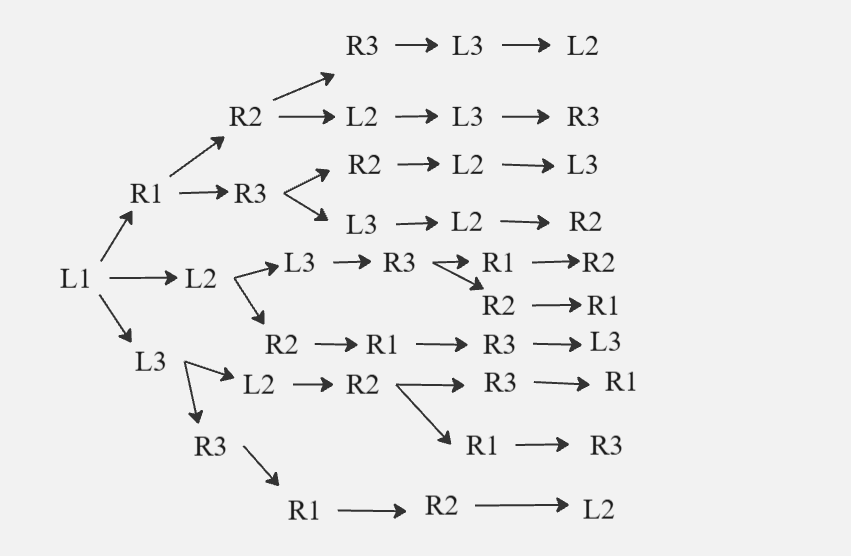 R3 L3 L2
R2 L2 L3 R3
R2 L2 L3
R1 R3
L3 L2 R2
L3 R3 R1 R2
L1 L2
R2 R1
R2 R1 R3 L3
L3
L2 R2 R3 R1
R3 R1 R3
R1 R2 L2